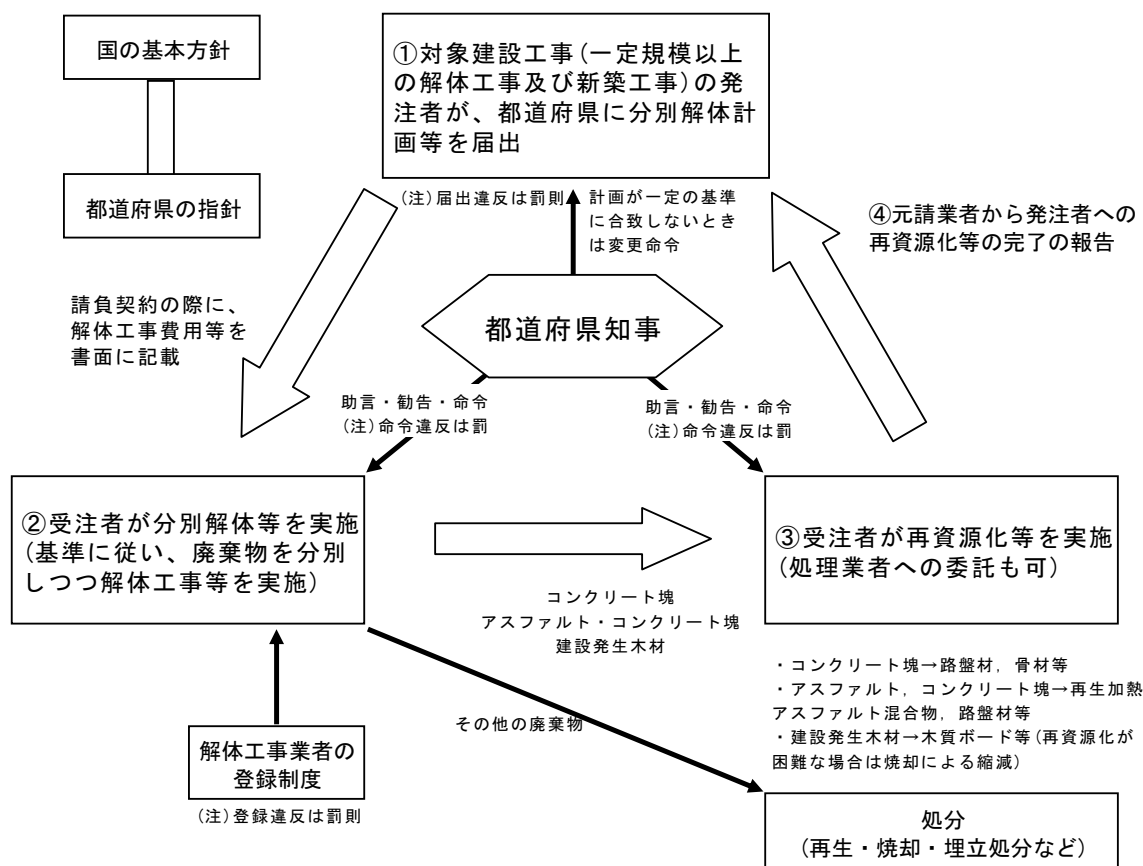 国の基本方針
都道府県の指針
①対象建設工事(一定規模以上
の解体工事及び新築工事)の発
注者が、都道府県に分別解体計
画等を届出
(注)届出違反は罰則
計画が一定の基準
に合致しないとき
は変更命令
④元請業者から発注者への
再資源化等の完了の報告
請負契約の際に、
解体工事費用等を
書面に記載
都道府県知事
助言・勧告・命令
(注)命令違反は罰
助言・勧告・命令
(注)命令違反は罰
②受注者が分別解体等を実施
(基準に従い、廃棄物を分別
しつつ解体工事等を実施)
③受注者が再資源化等を実施
(処理業者への委託も可)
コンクリート塊
アスファルト・コンクリート塊
建設発生木材
・コンクリート塊→路盤材，骨材等
・アスファルト，コンクリート塊→再生加熱
アスファルト混合物，路盤材等
・建設発生木材→木質ボード等(再資源化が
困難な場合は焼却による縮減)
その他の廃棄物
解体工事業者の
登録制度
(注)登録違反は罰則
処分
(再生・焼却・埋立処分など)